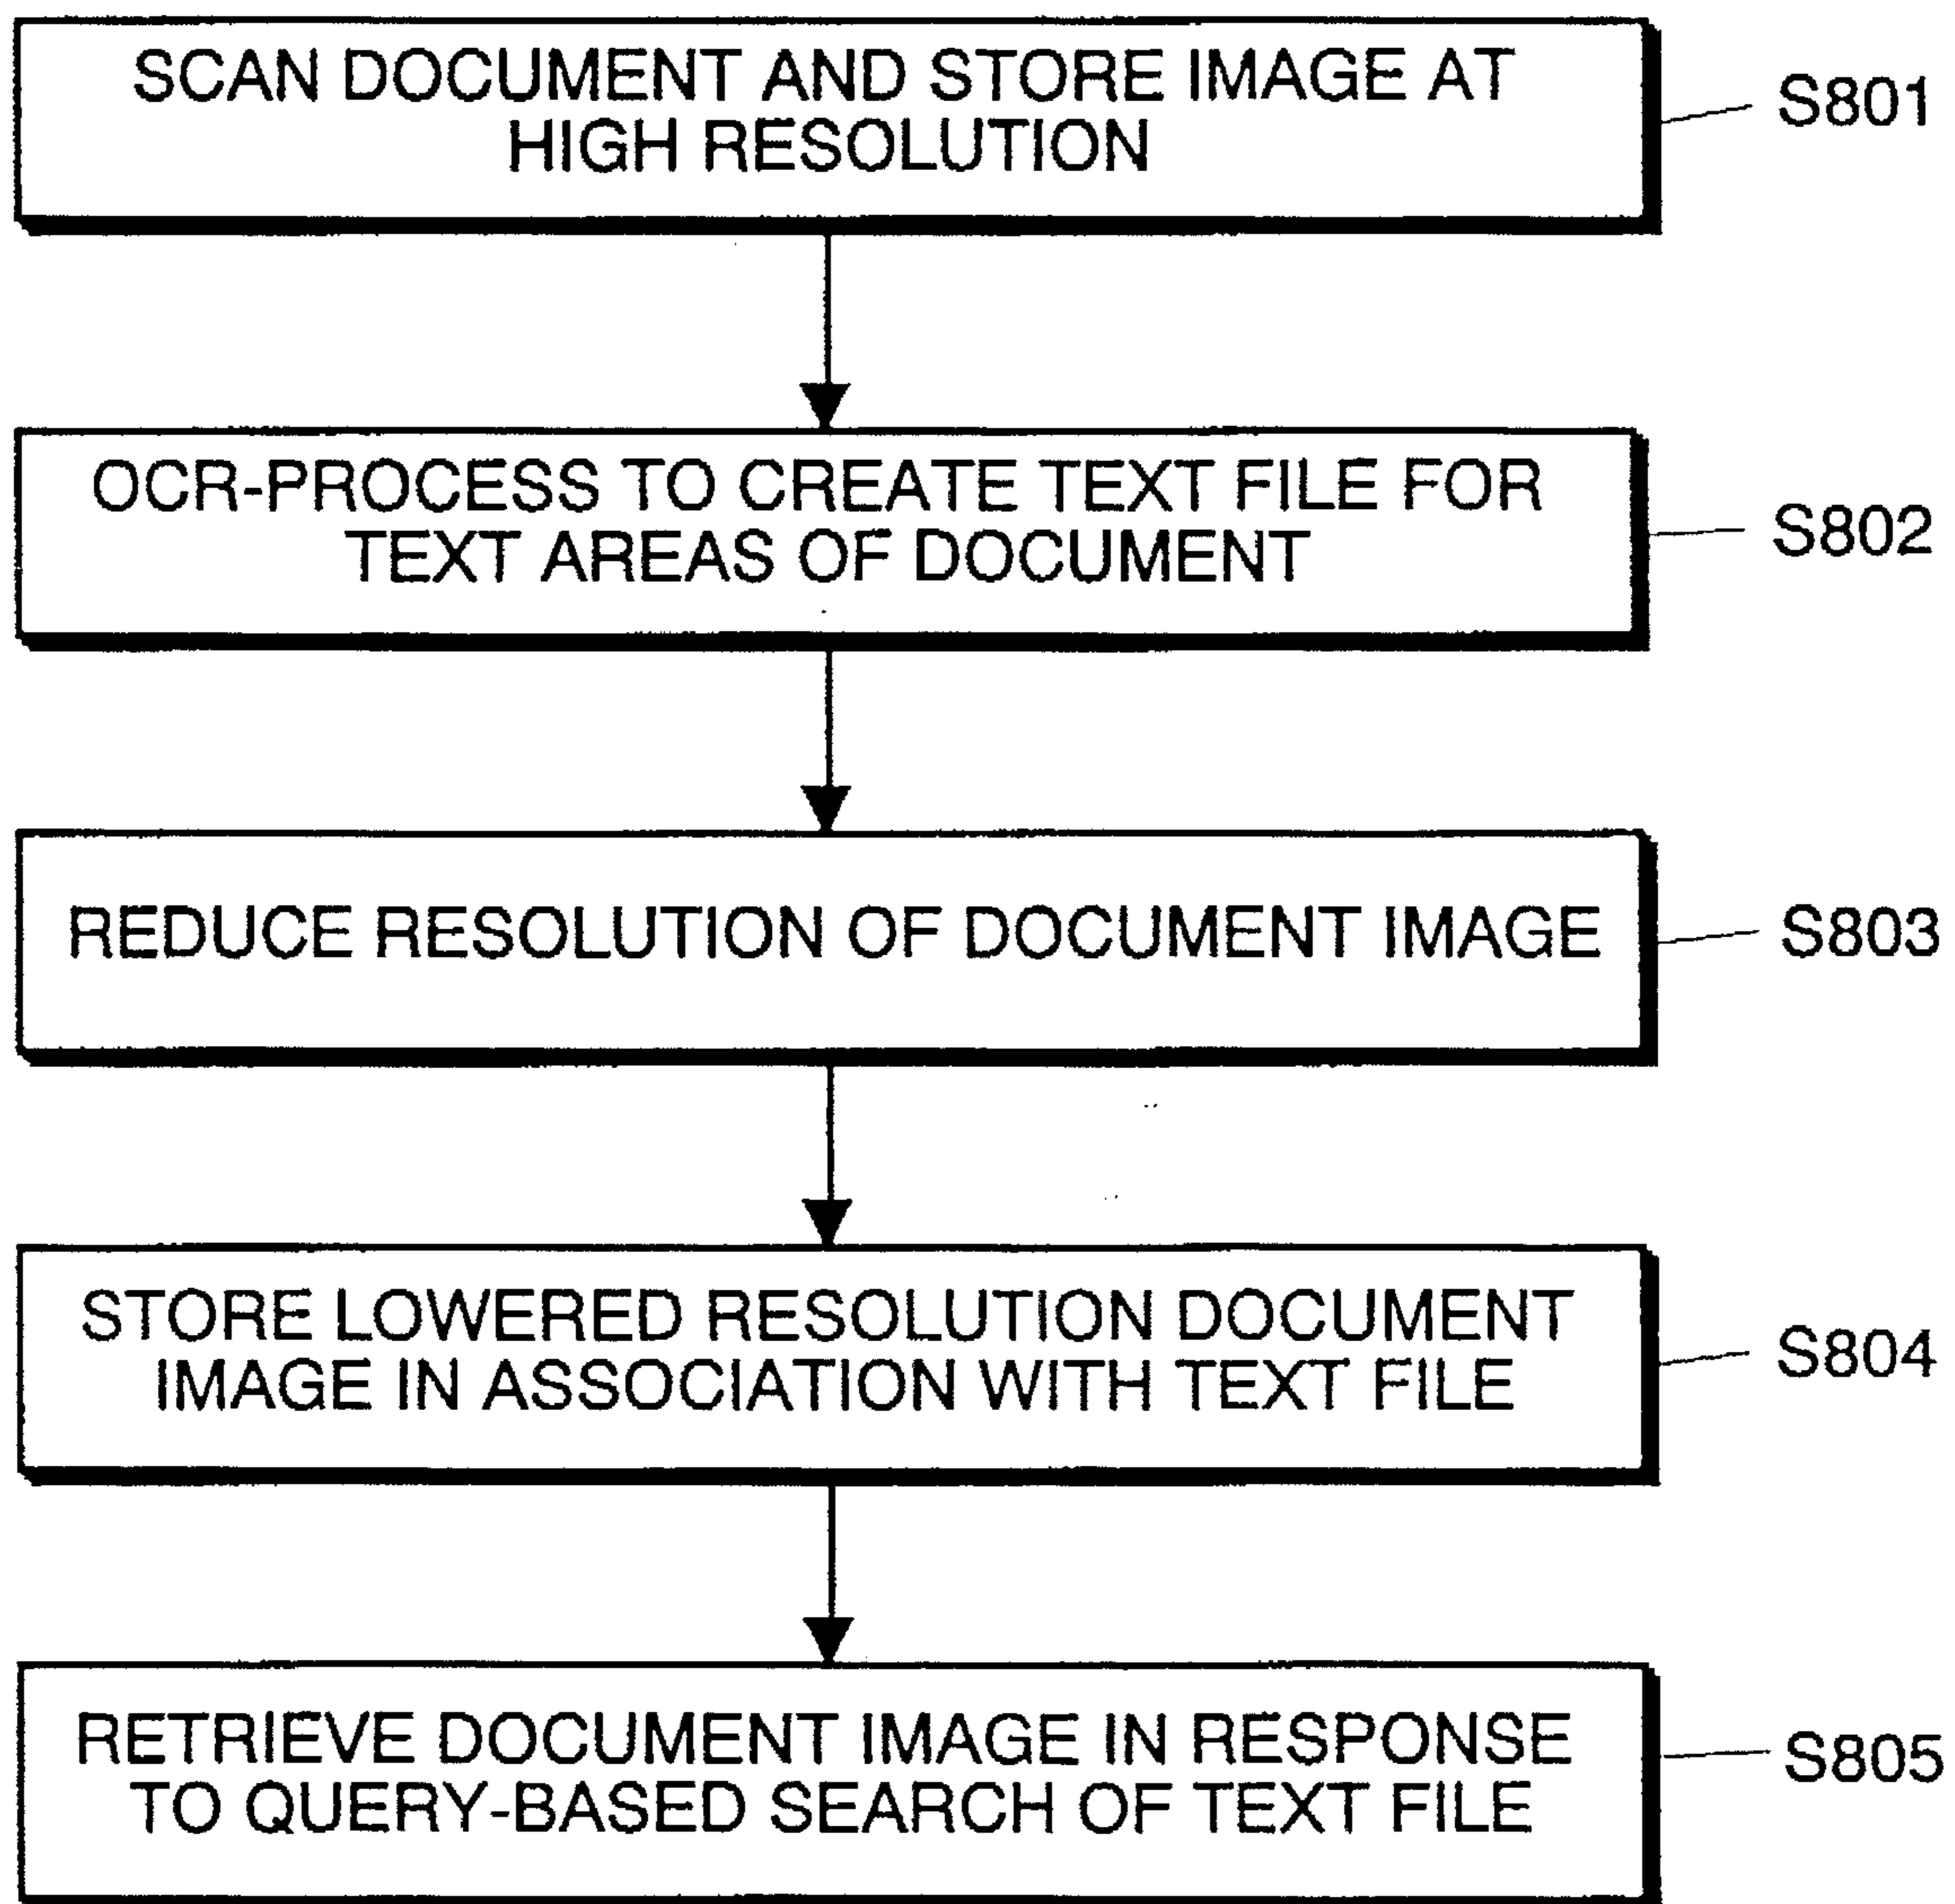 SCAN DOCUMENT AND STORE IMAGE AT
HIGH RESOLUTION
S801
OCR-PROCESS TO CREATE TEXT FILE FOR
TEXT AREAS OF DOCUMENT
S802
REDUCE RESOLUTION OF DOCUMENT IMAGE
S803
STORE LOWERED RESOLUTION DOCUMENT
IMAGE IN ASSOCIATION WITH TEXT FILE
S804
RETRIEVE DOCUMENT IMAGE IN RESPONSE
TO QUERY-BASED SEARCH OF TEXT FILE
S805